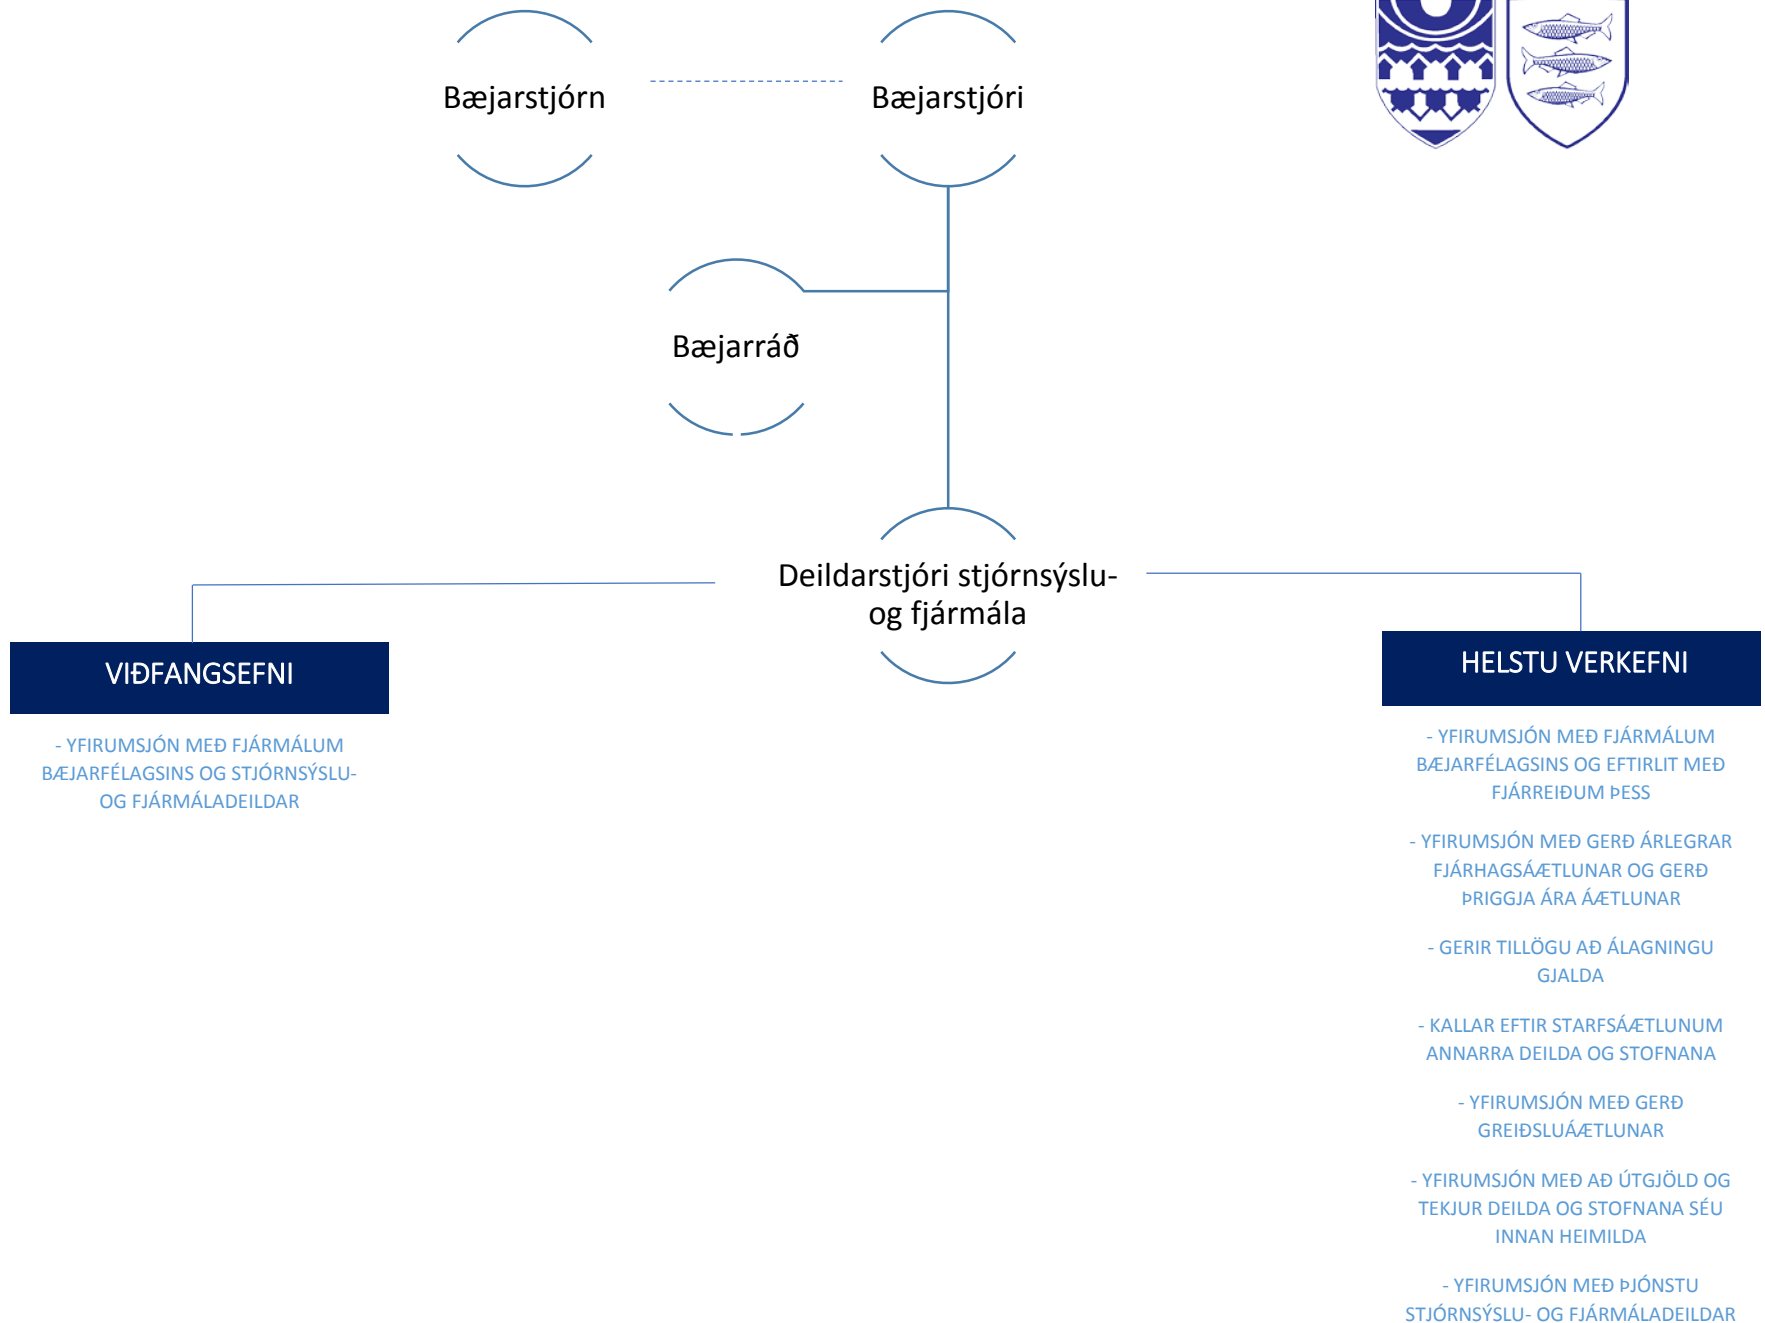 Bæjarstjórn
Bæjarstjóri
Bæjarráð
Deildarstjóri stjórnsýslu-
og fjármála
VIÐFANGSEFNI
- YFIRUMSJÓN MEÐ FJÁRMÁLUM
BÆJARFÉLAGSINS OG STJÓRNSÝSLU-
OG FJÁRMÁLADEILDAR
HELSTU VERKEFNI
- YFIRUMSJÓN MEÐ FJÁRMÁLUM
BÆJARFÉLAGSINS OG EFTIRLIT MEÐ
FJÁRREIÐUM ÞESS
- YFIRUMSJÓN MEÐ GERÐ ÁRLEGRAR
FJÁRHAGSÁÆTLUNAR OG GERÐ
ÞRIGGJA ÁRA ÁÆTLUNAR
- GERIR TILLÖGU AÐ ÁLAGNINGU
GJALDA
- KALLAR EFTIR STARFSÁÆTLUNUM
ANNARRA DEILDA OG STOFNANA
- YFIRUMSJÓN MEÐ GERÐ
GREIÐSLUÁÆTLUNAR
- YFIRUMSJÓN MEÐ AÐ ÚTGJÖLD OG
TEKJUR DEILDA OG STOFNANA SÉU
INNAN HEIMILDA
- YFIRUMSJÓN MEÐ ÞJÓNSTU
STJÓRNSÝSLU- OG FJÁRMÁLADEILDAR